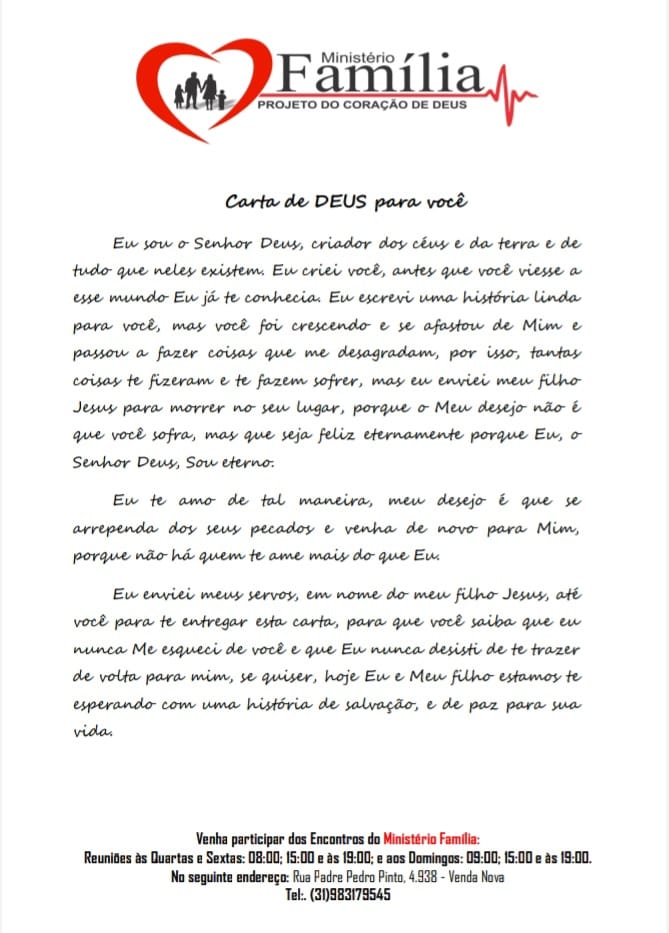 Ministério
Família
PROJETO DO CORAÇÃO DE DEUS
Carta de DEUS para você
Eu sou o Senhor Deus, criador dos céus e da terra e de
tudo que neles existem. Eu criei você, antes que você viesse a
esse mundo Eu já te conhecia. Eu escrevi uma história linda
para você, mas você foi crescendo e se afastou de Mim e
passou a fazer coisas que me desagradam, por isso, tantas
coisas te fizeram e te fazem sofrer, mas eu enviei meu filho
Jesus para morrer no seu lugar, porque o Meu desejo não é
que você sofra, mas que seja feliz eternamente porque Eu, o
Senhor Deus, Sou eterno.
Eu te amo de tal maneira, meu desejo é que se
arrependa dos seus pecados e venha de novo para Mim,
porque não há quem te ame mais do que Eu.
Eu enviei meus servos, em nome do meu filho Jesus, até
você para te entregar esta carta, para que você saiba que eu
nunca Me esqueci de você e que Eu nunca desisti de te trazer
de volta para mim, se quiser, hoje Eu e Meu filho estamos te
esperando com uma história de salvação, e de paz para sua
vida.
Venha participar dos Encontros do Ministério Família:
Reuniões às Quartas e Sextas: 08:00; 15:00 e às 19:00; e aos Domingos: 09:00; 15:00 e às 19:00.
No seguinte endereço: Rua Padre Pedro Pinto, 4.938 - Venda Nova
Tel:. (31)983179545